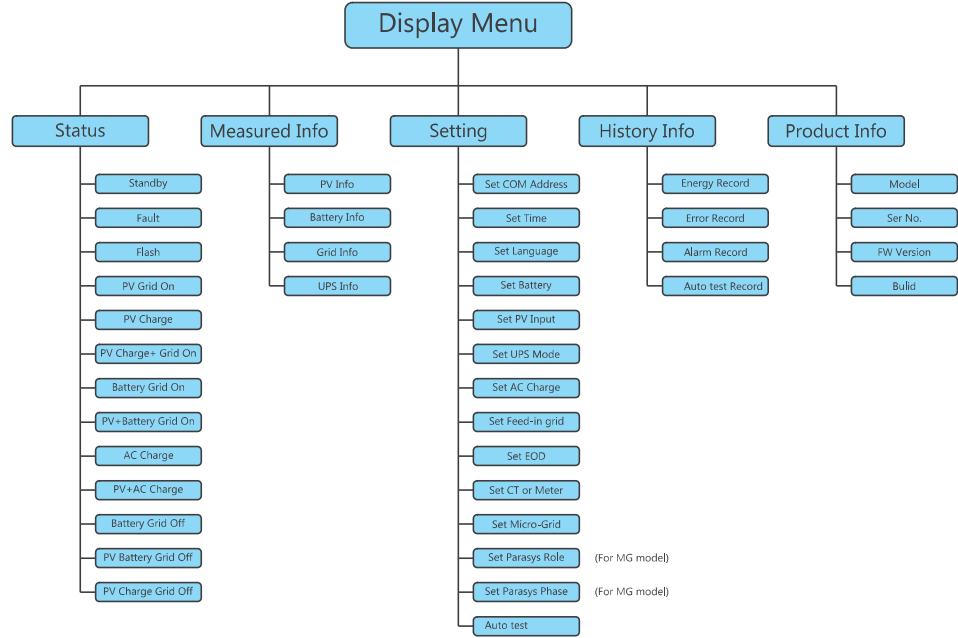 Display Menu
Status
Standby
Fault
Flash
PV Grid On
PV Charge
PV Charge+ Grid On
Battery Grid On
PV+Battery Grid On
AC Charge
PV+AC Charge
Battery Grid Off
PV Battery Grid Off
PV Charge Grid Off
Measured Info
PV Info
Battery Info
Grid Info
UPS Info
Setting
Set COM Address
Set Time
Set Language
Set Battery
Set PV Input
Set UPS Mode
Set AC Charge
Set Feed-in grid
Set EOD
Set CT or Meter
Set Micro-Grid
Set Parasys Role (For MG model)
Set Parasys Phase (For MG model)
Auto test
History Info
Energy Record
Error Record
Alarm Record
Auto test Record
Product Info
Model
Ser No.
FW Version
Bulid